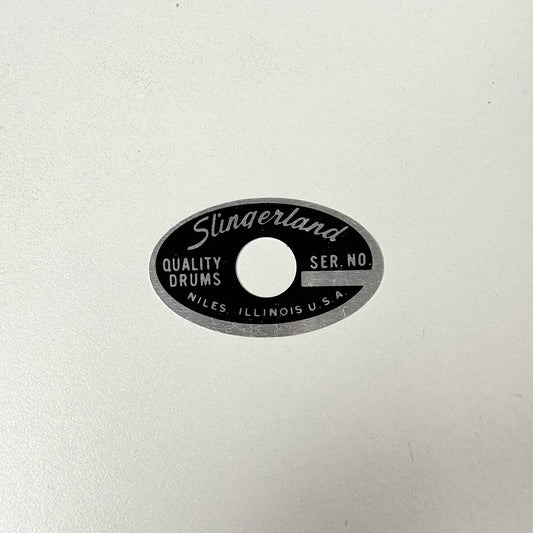 Slingerland
QUALITY DRUMS
SER. NO.
NILES, ILLINOIS U.S.A.